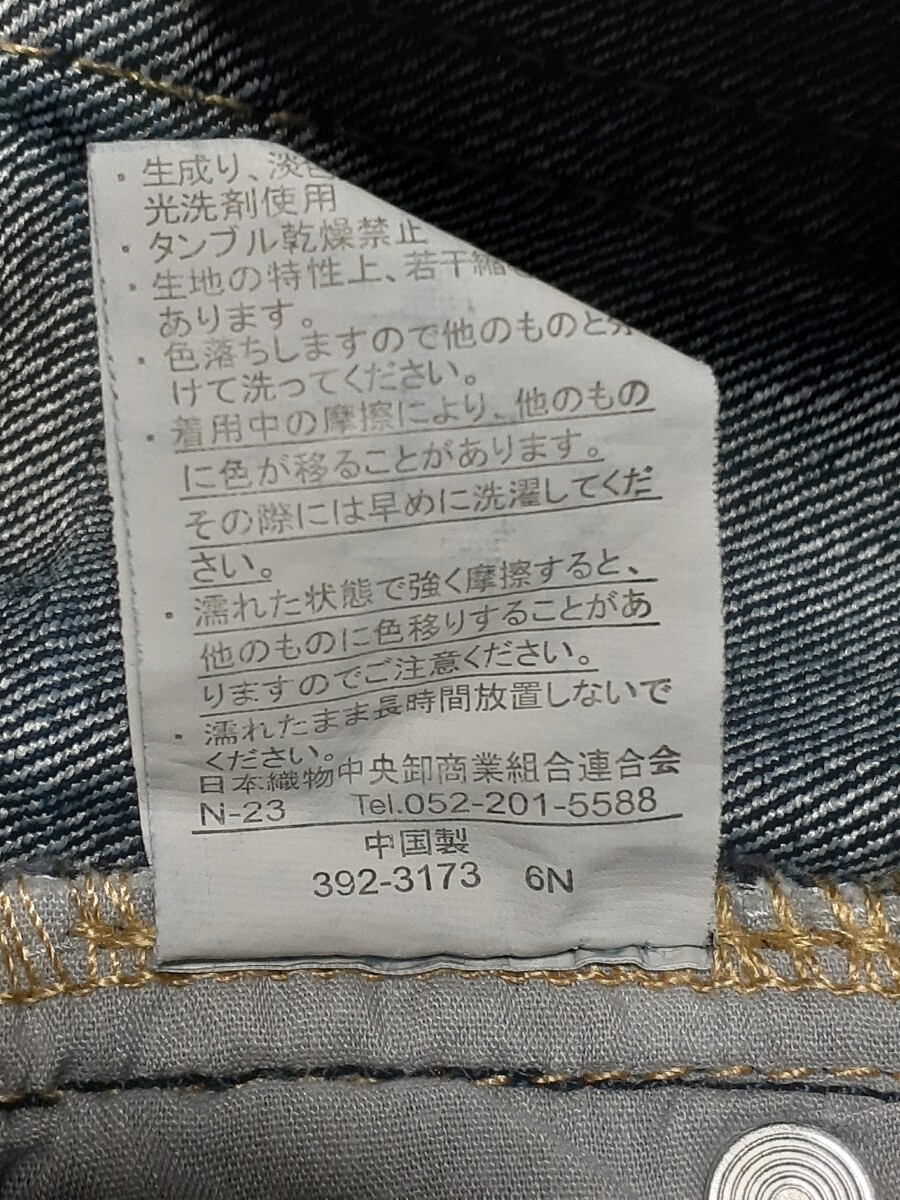 ・生成り、淡色
光洗剤使用
・タンブル乾燥禁止
・生地の特性上、若干縮
あります。
・色落ちしますので他のものと分
けて洗ってください。
・着用中の摩擦により、他のもの
に色が移ることがあります。
その際には早めに洗濯してくだ
さい。
・濡れた状態で強く摩擦すると、
他のものに色移りすることがあ
りますのでご注意ください。
・濡れたまま長時間放置しないで
ください。
日本織物中央卸商業組合連合会
N-23 Tel.052-201-5588
中国製
392-3173 6N